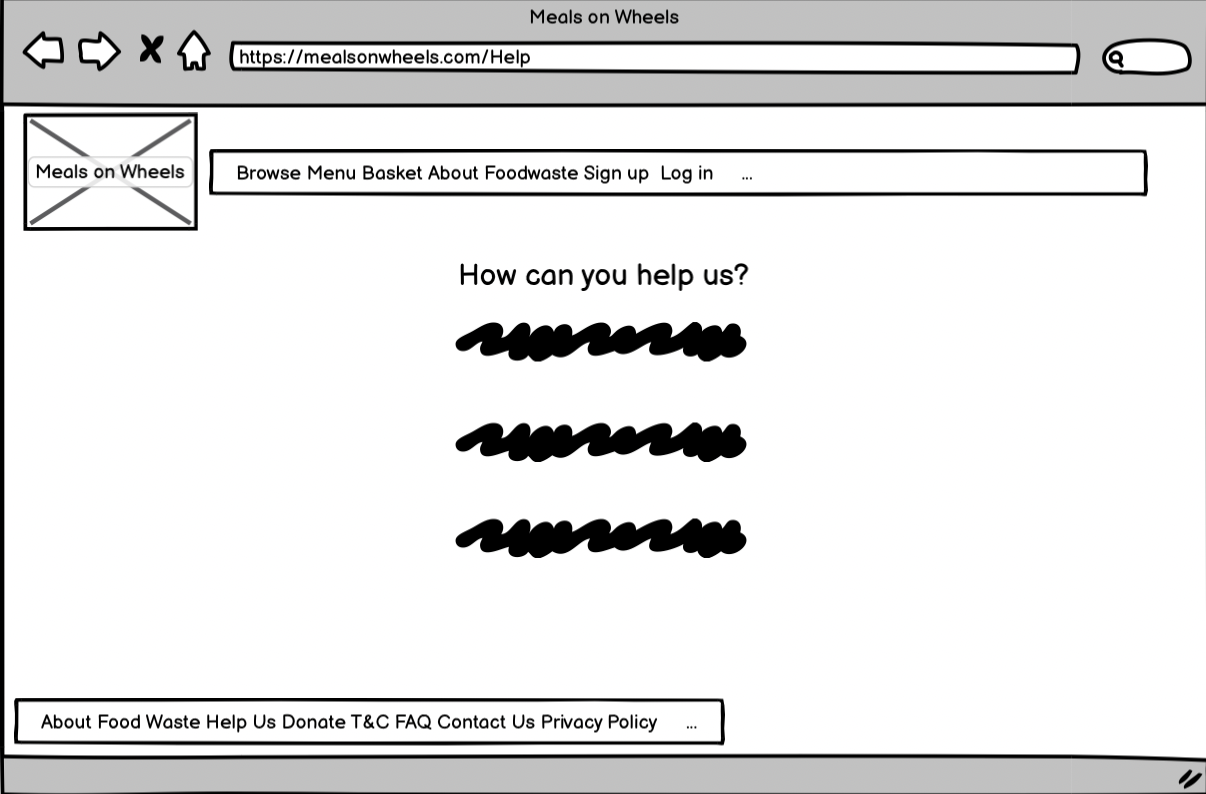 Meals on Wheels
https://mealsonwheels.com/Help
Meals on Wheels
Browse Menu Basket About Foodwaste Sign up Log in ...
How can you help us?
About Food Waste Help Us Donate T&C FAQ Contact Us Privacy Policy ...